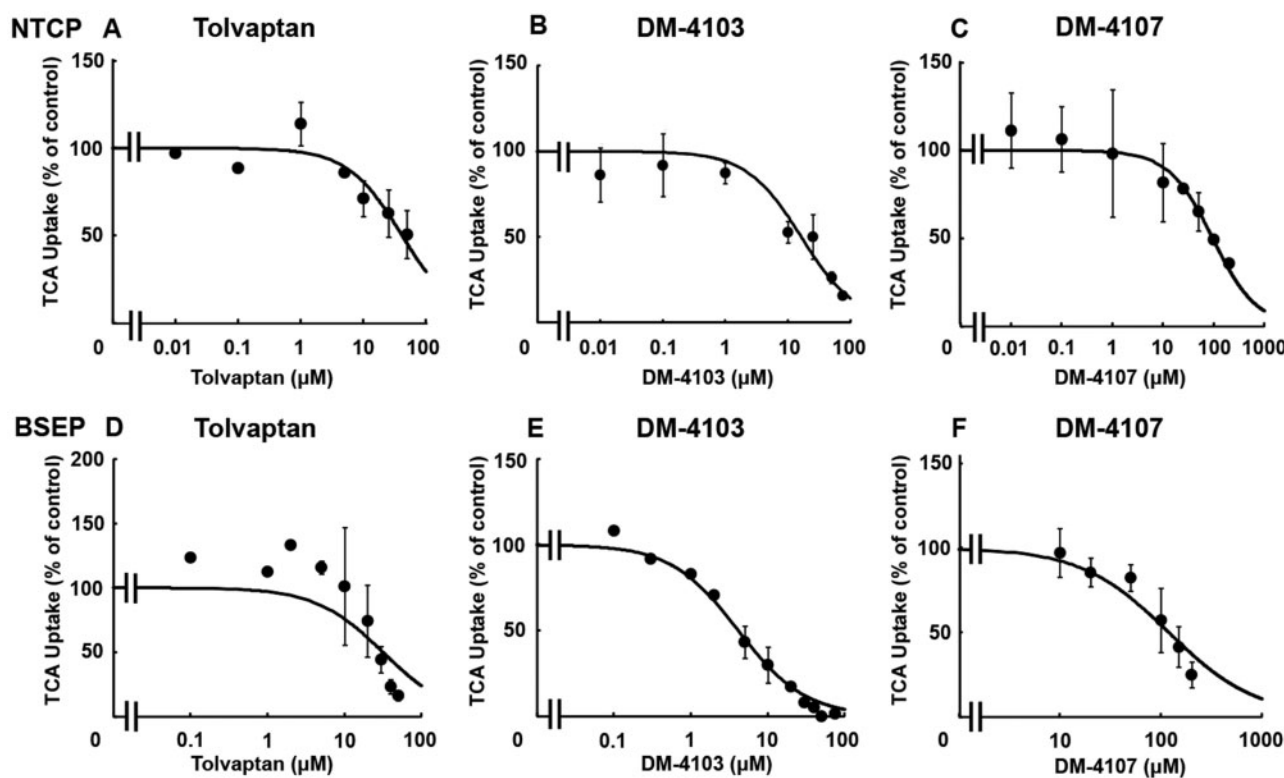 NTCP A Tolvaptan
TCA Uptake (% of control)
150
100
50
0
0.01 0.1 1 10 100
Tolvaptan (μM)
B DM-4103
TCA Uptake (% of control)
150
100
50
0
0.01 0.1 1 10 100
DM-4103 (μM)
C DM-4107
TCA Uptake (% of control)
150
100
50
0
0.01 0.1 1 10 100 1000
DM-4107 (μM)
BSEP D Tolvaptan
TCA Uptake (% of control)
200
150
100
50
0
0.1 1 10 100
Tolvaptan (μM)
E DM-4103
TCA Uptake (% of control)
150
100
50
0
0.1 1 10 100
DM-4103 (μM)
F DM-4107
TCA Uptake (% of control)
150
100
50
0
10 100 1000
DM-4107 (μM)